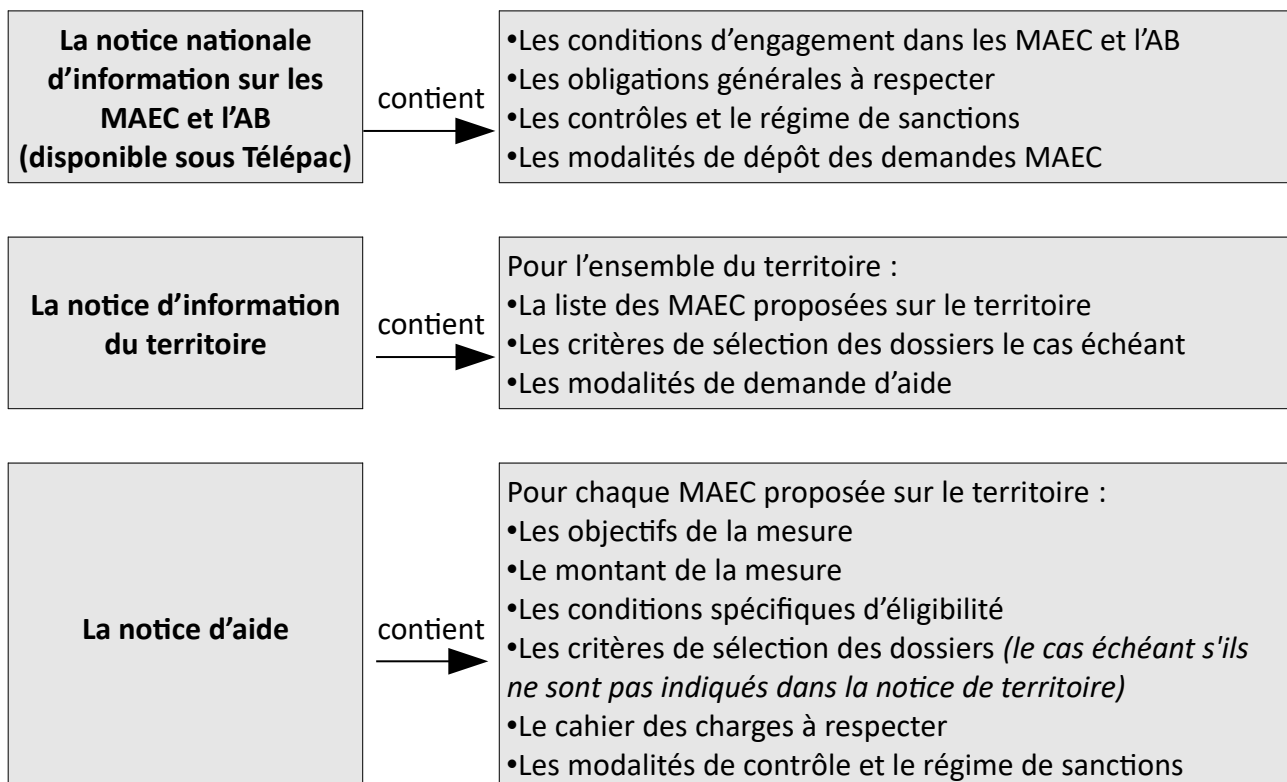 La notice nationale
d'information sur les
MAEC et l'AB
(disponible sous Télépac)
contient
•Les conditions d'engagement dans les MAEC et l'AB
•Les obligations générales à respecter
•Les contrôles et le régime de sanctions
•Les modalités de dépôt des demandes MAEC
La notice d'information
du territoire
contient
Pour l'ensemble du territoire :
•La liste des MAEC proposées sur le territoire
•Les critères de sélection des dossiers le cas échéant
•Les modalités de demande d'aide
La notice d'aide
contient
Pour chaque MAEC proposée sur le territoire :
•Les objectifs de la mesure
•Le montant de la mesure
•Les conditions spécifiques d'éligibilité
•Les critères de sélection des dossiers (le cas échéant s'ils
ne sont pas indiqués dans la notice de territoire)
•Le cahier des charges à respecter
•Les modalités de contrôle et le régime de sanctions